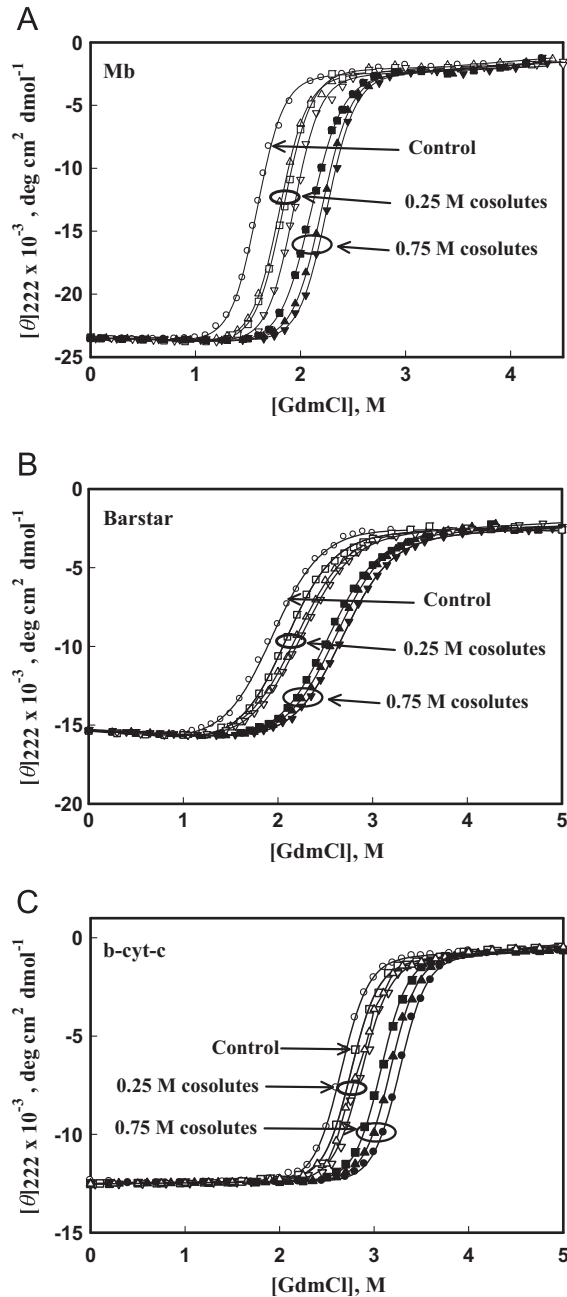 A
Mb
0
-5
-10
-15
-20
-25
[θ]222 x 10-3 , deg cm2 dmol-1
Control
0.25 M cosolutes
0.75 M cosolutes
0 1 2 3 4
[GdmCl], M
B
Barstar
0
-5
-10
-15
-20
[θ]222 x 10-3 , deg cm2 dmol-1
Control
0.25 M cosolutes
0.75 M cosolutes
0 1 2 3 4 5
[GdmCl], M
C
b-cyt-c
0
-5
-10
-15
[θ]222 x 10-3 , deg cm2 dmol-1
Control
0.25 M cosolutes
0.75 M cosolutes
0 1 2 3 4 5
[GdmCl], M